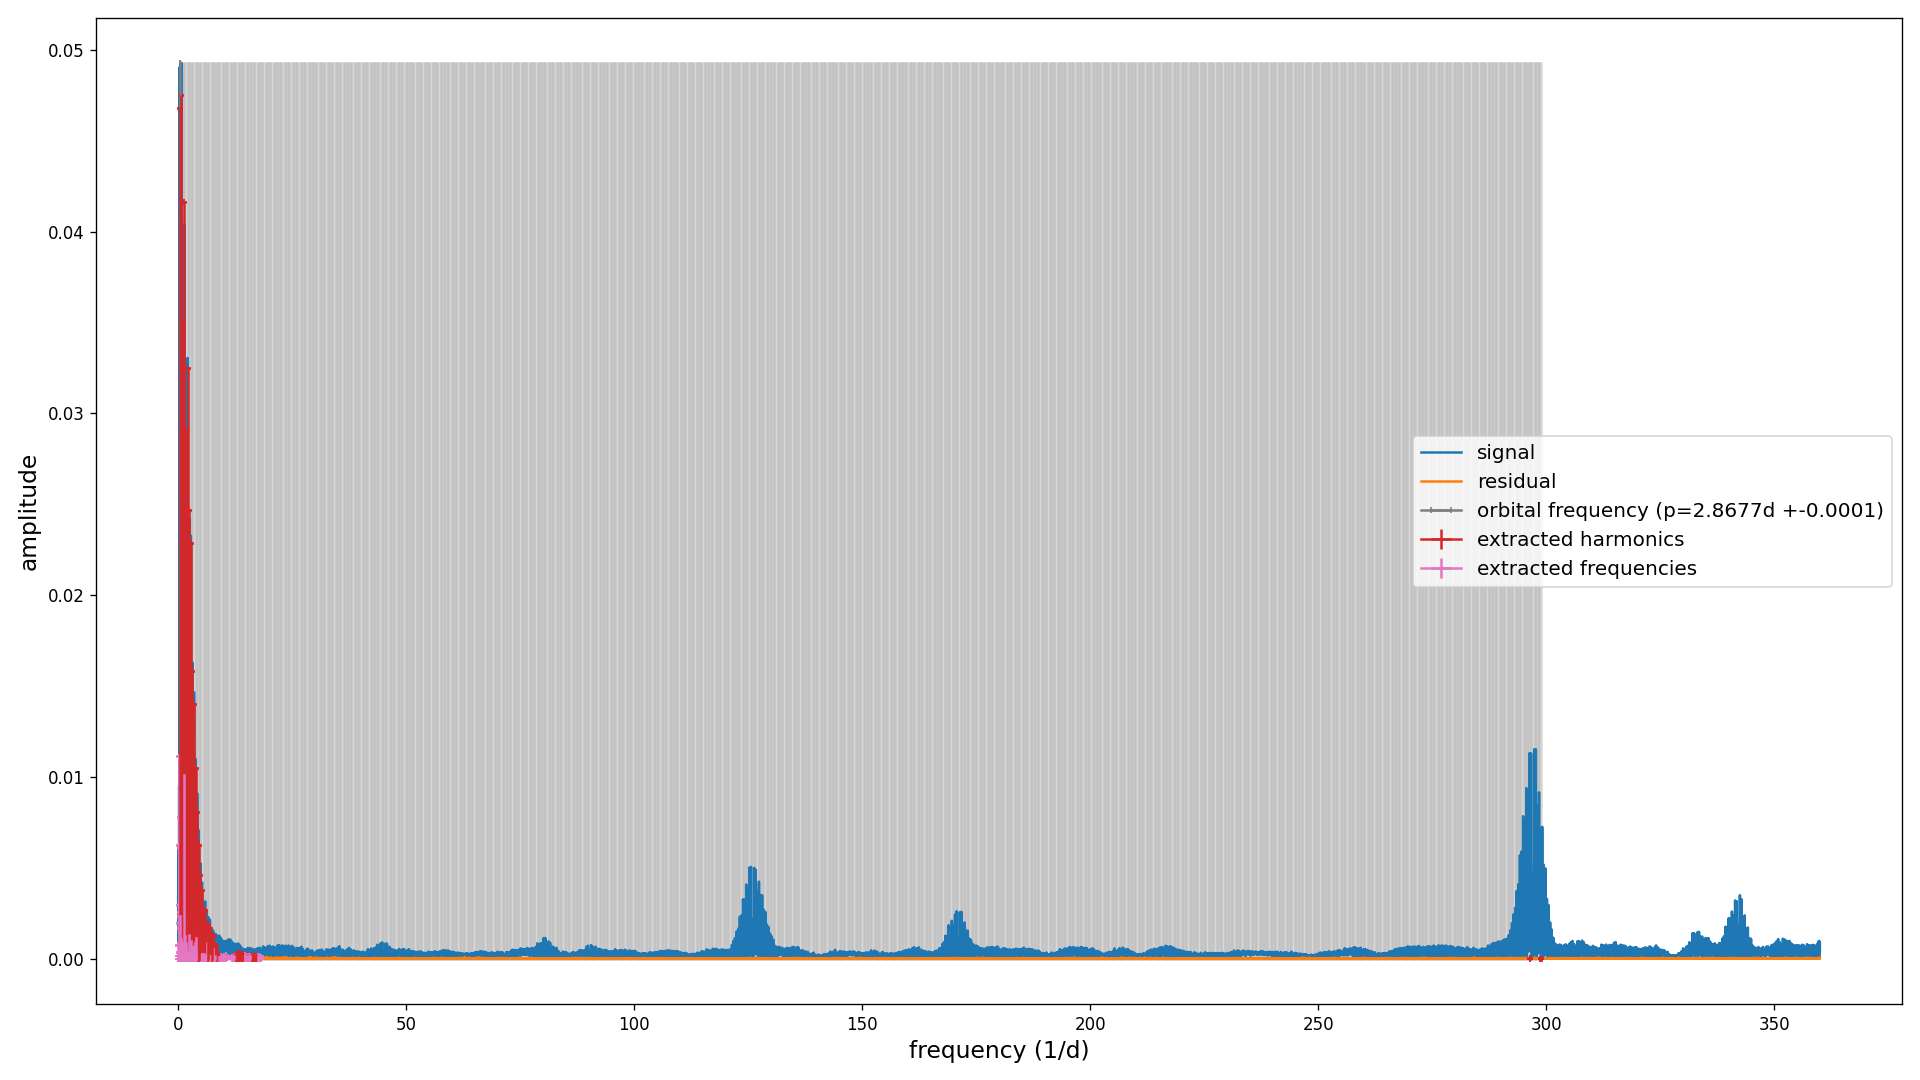 0.05
0.04
0.03
0.02
0.01
0.00
amplitude
signal
residual
orbital frequency (p=2.8677d +-0.0001)
extracted harmonics
extracted frequencies
0 50 100 150 200 250 300 350
frequency (1/d)